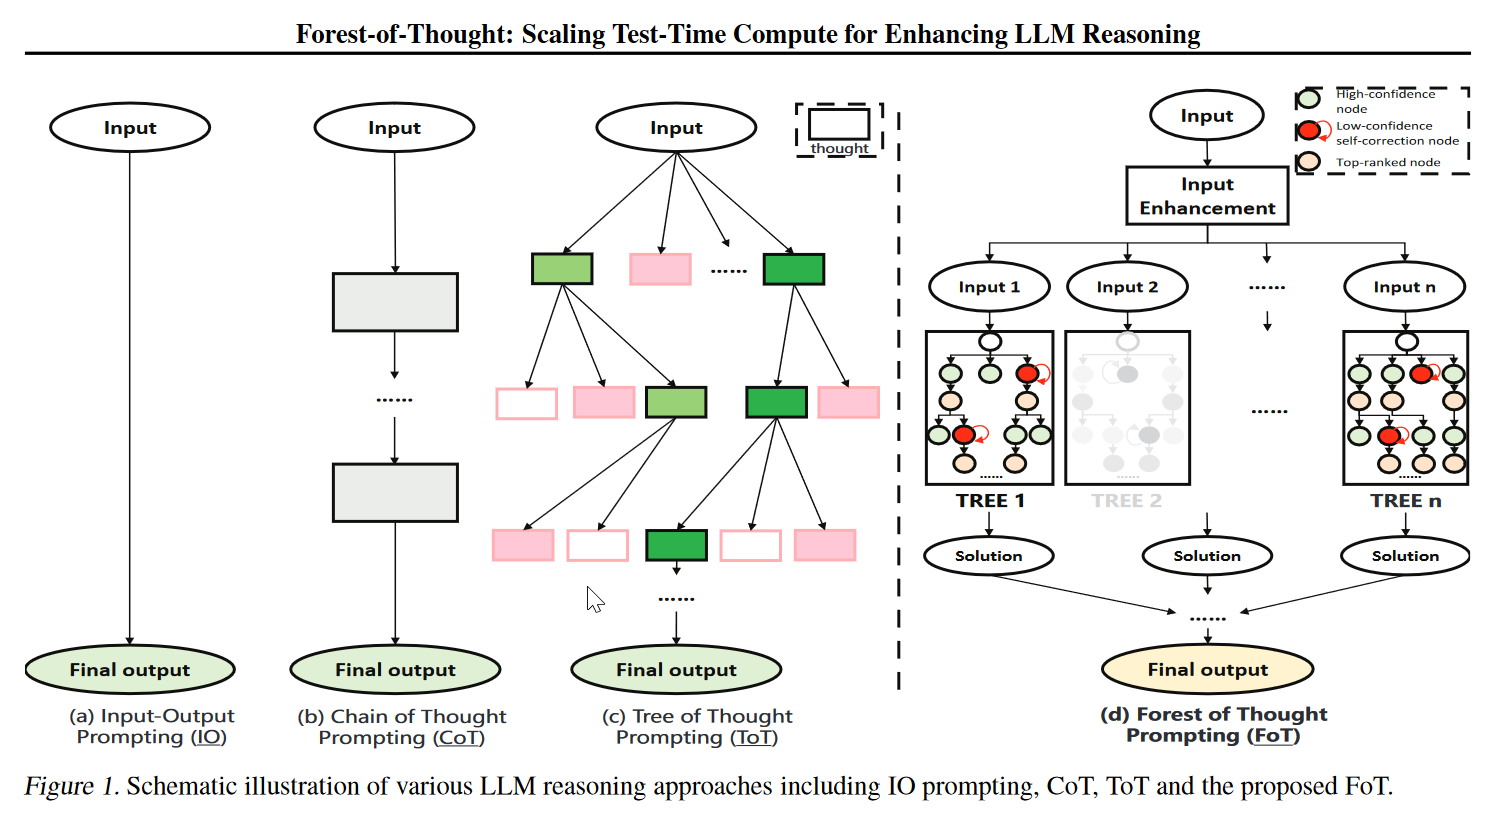 Forest-of-Thought: Scaling Test-Time Compute for Enhancing LLM Reasoning
Input
Final output
(a) Input-Output
Prompting (IO)
Input
......
Final output
(b) Chain of Thought
Prompting (CoT)
Input
thought
......
......
Final output
(c) Tree of Thought
Prompting (ToT)
High-confidence
node
Low-confidence
self-correction node
Top-ranked node
Input
Input
Enhancement
Input 1
Input 2
......
Input n
......
......
......
......
TREE 1
TREE 2
TREE n
Solution
Solution
Solution
......
Final output
(d) Forest of Thought
Prompting (FoT)
Figure 1. Schematic illustration of various LLM reasoning approaches including IO prompting, CoT, ToT and the proposed FoT.